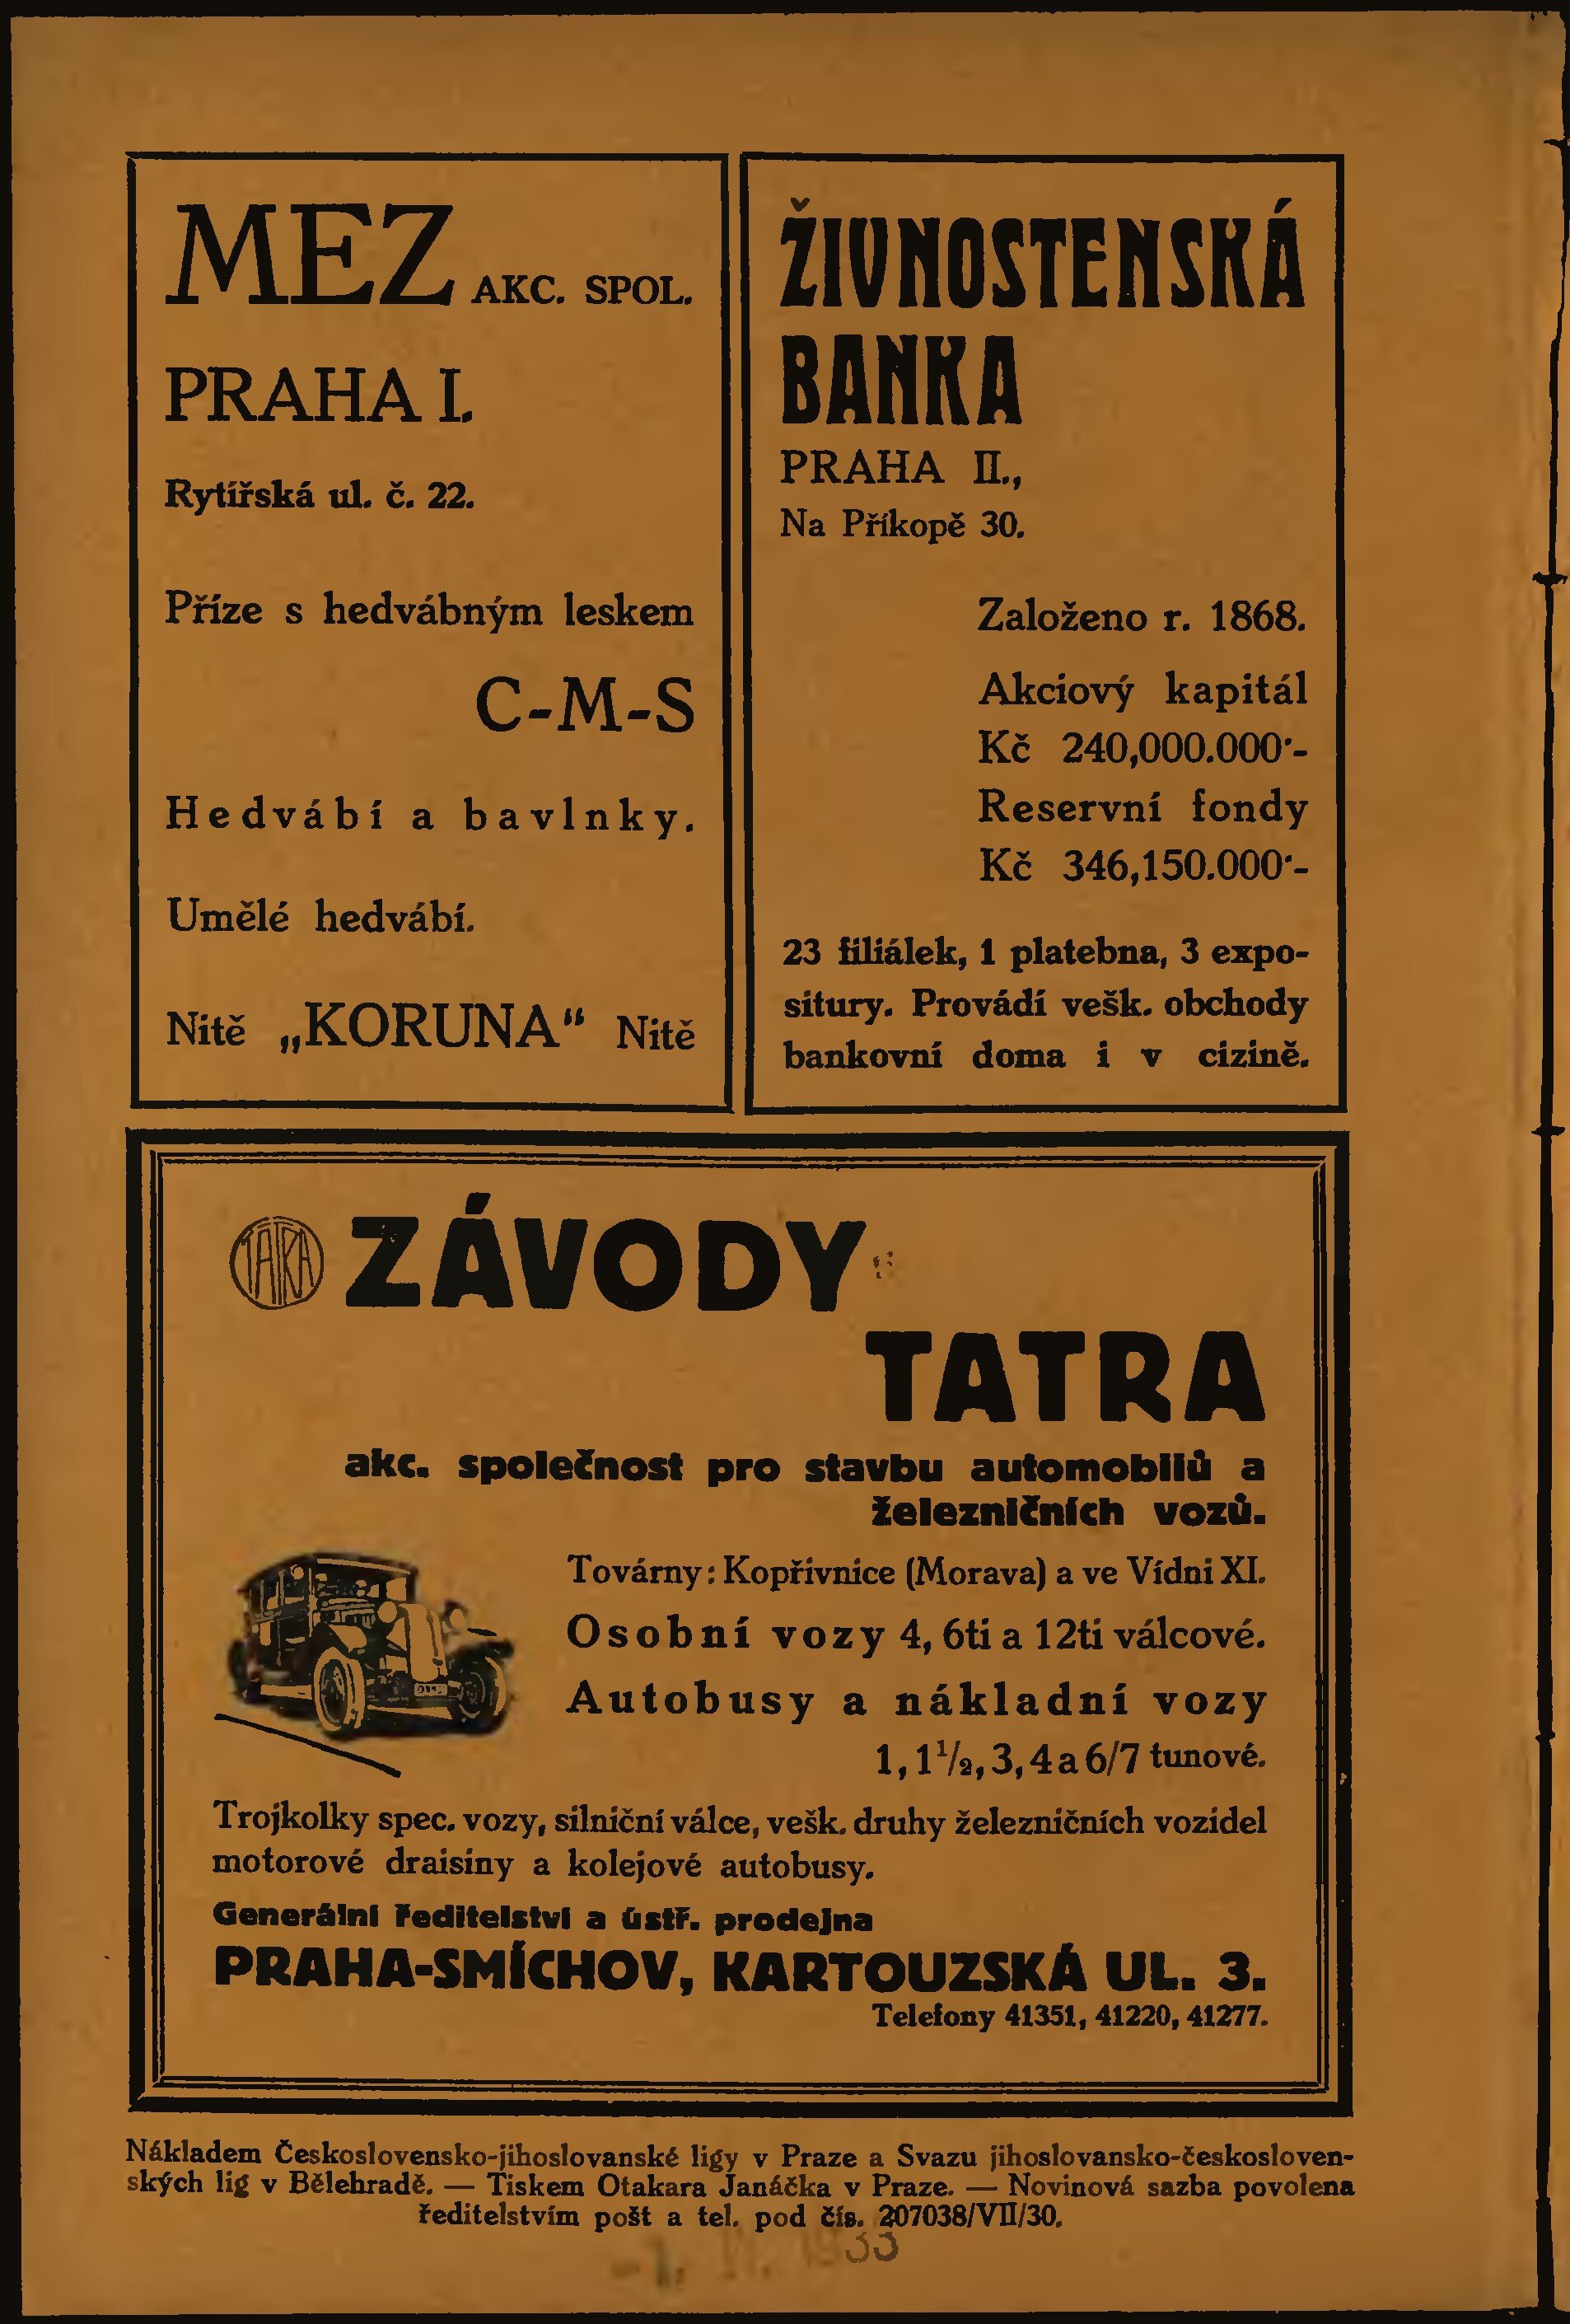 MEZ AKC. SPOL.
PRAHA I.
Rytířská ul. č. 22.
Příze s hedvábným leskem
C-M-S
Hedvábí a bavlnky.
Umělé hedvábí.
Nitě „KORUNA“ Nitě
ŽIVNOSTENSKÁ
BANKA
PRAHA II.,
Na Příkopě 30.
Založeno r. 1868.
Akciový kapitál
Kč 240,000.000·-
Reservní fondy
Kč 346,150.000·-
23 filiálek, 1 platebna, 3 expo-
situry. Provádí vešk. obchody
bankovní doma i v cizině.
TATRA ZÁVODY
TATRA
akc. společnost pro stavbu automobilů a
železničních vozů.
Továrny: Kopřivnice (Morava) a ve Vídni XI.
Osobní vozy 4, 6ti a 12ti válcové.
Autobusy a nákladní vozy
1, 1½, 3, 4 a 6/7 tunové.
Trojkolky spec. vozy, silniční válce, vešk. druhy železničních vozidel
motorové draisiny a kolejové autobusy.
Generální ředitelství a ústř. prodejna
PRAHA-SMÍCHOV, KARTOUZSKÁ UL. 3.
Telefony 41351, 41220, 41277.
Nákladem Československo-jihoslovanské ligy v Praze a Svazu jihoslovansko-českosloven-
ských lig v Bělehradě. — Tiskem Otakara Janáčka v Praze. — Novinová sazba povolena
ředitelstvím pošt a tel. pod čís. 207038/VII/30.
1933